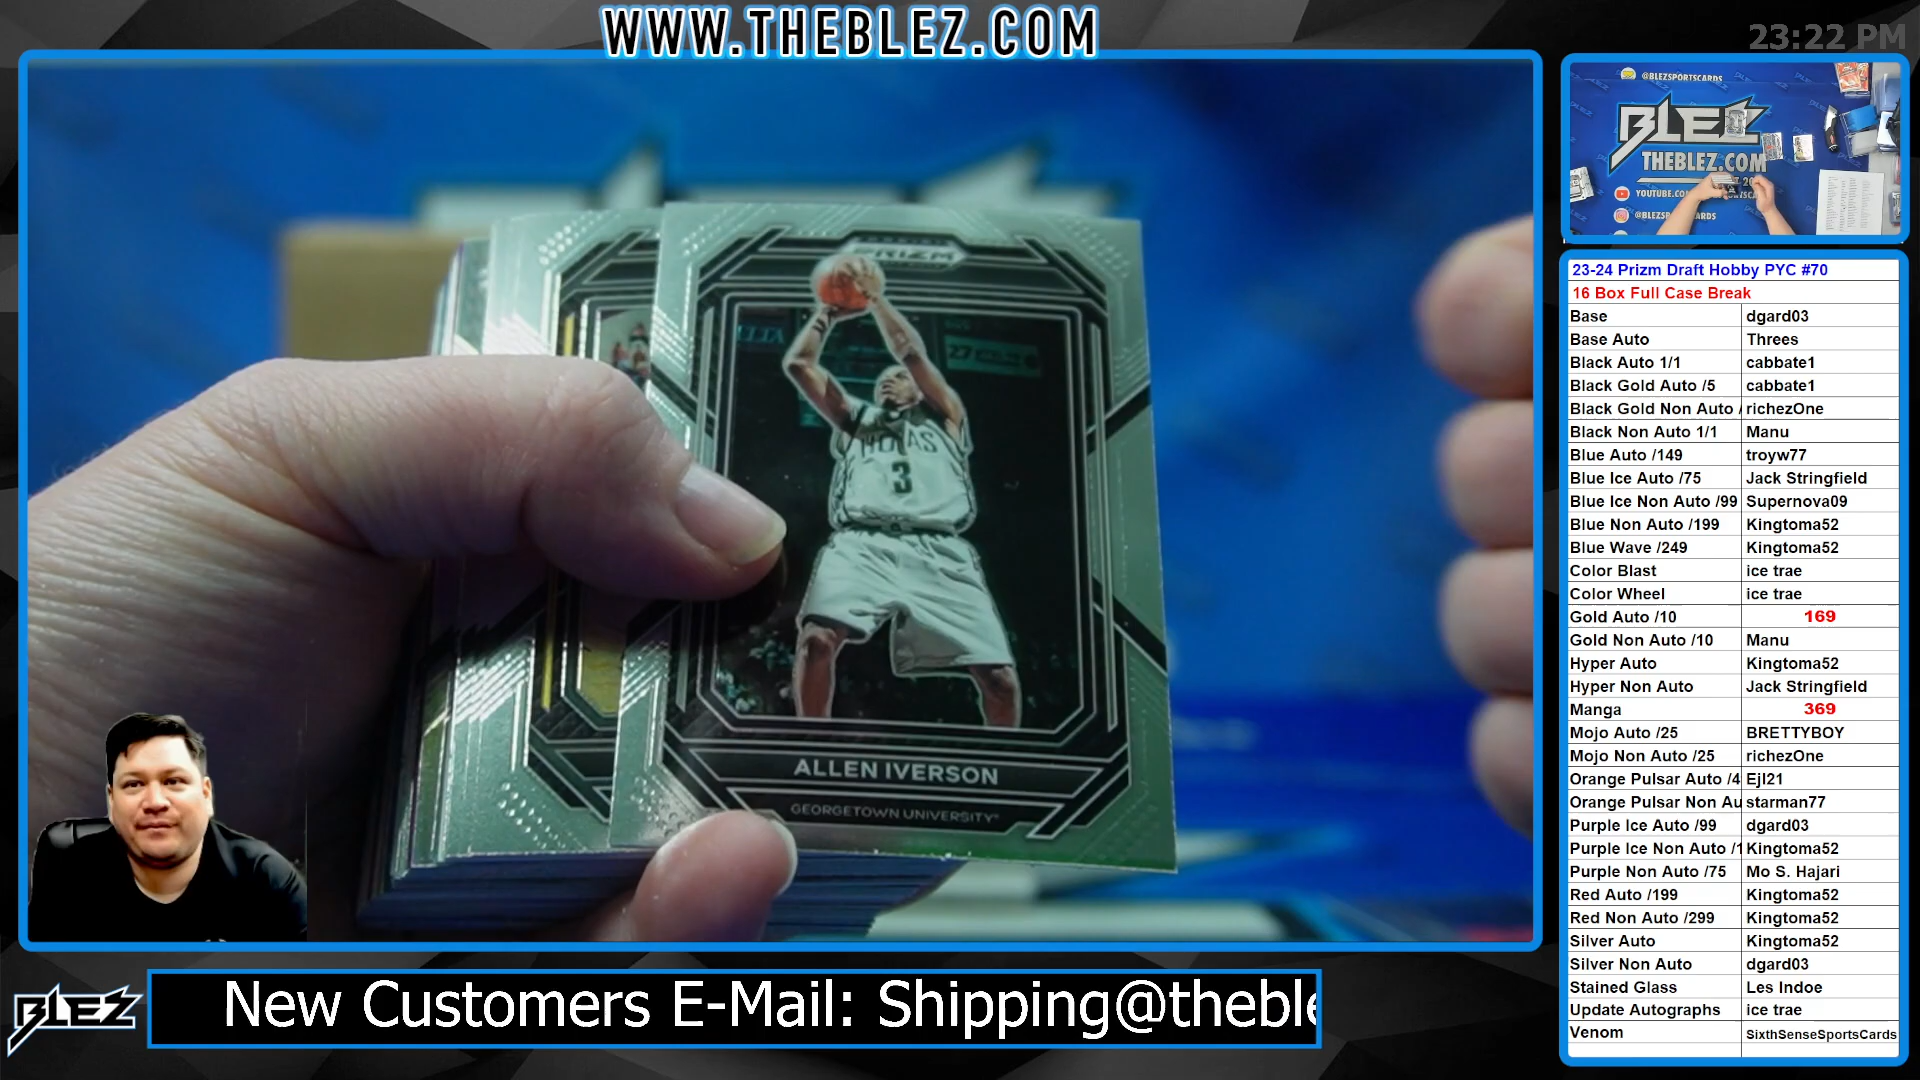 WWW.THEBLEZ.COM
23:22 PM
@BLEZSPORTSCARDS
BLEZ
THEBLEZ.COM
PRIZM
HOYAS
3
ALLEN IVERSON
GEORGETOWN UNIVERSITY
23-24 Prizm Draft Hobby PYC #70
16 Box Full Case Break
Base dgard03
Base Auto Threes
Black Auto 1/1 cabbate1
Black Gold Auto /5 cabbate1
Black Gold Non Auto / richezOne
Black Non Auto 1/1 Manu
Blue Auto /149 troyw77
Blue Ice Auto /75 Jack Stringfield
Blue Ice Non Auto /99 Supernova09
Blue Non Auto /199 Kingtoma52
Blue Wave /249 Kingtoma52
Color Blast ice trae
Color Wheel ice trae
Gold Auto /10 169
Gold Non Auto /10 Manu
Hyper Auto Kingtoma52
Hyper Non Auto Jack Stringfield
Manga 369
Mojo Auto /25 BRETTYBOY
Mojo Non Auto /25 richezOne
Orange Pulsar Auto /4 Ejl21
Orange Pulsar Non Au starman77
Purple Ice Auto /99 dgard03
Purple Ice Non Auto /1 Kingtoma52
Purple Non Auto /75 Mo S. Hajari
Red Auto /199 Kingtoma52
Red Non Auto /299 Kingtoma52
Silver Auto Kingtoma52
Silver Non Auto dgard03
Stained Glass Les Indoe
Update Autographs ice trae
Venom SixthSenseSportsCards
BLEZ
New Customers E-Mail: Shipping@theble